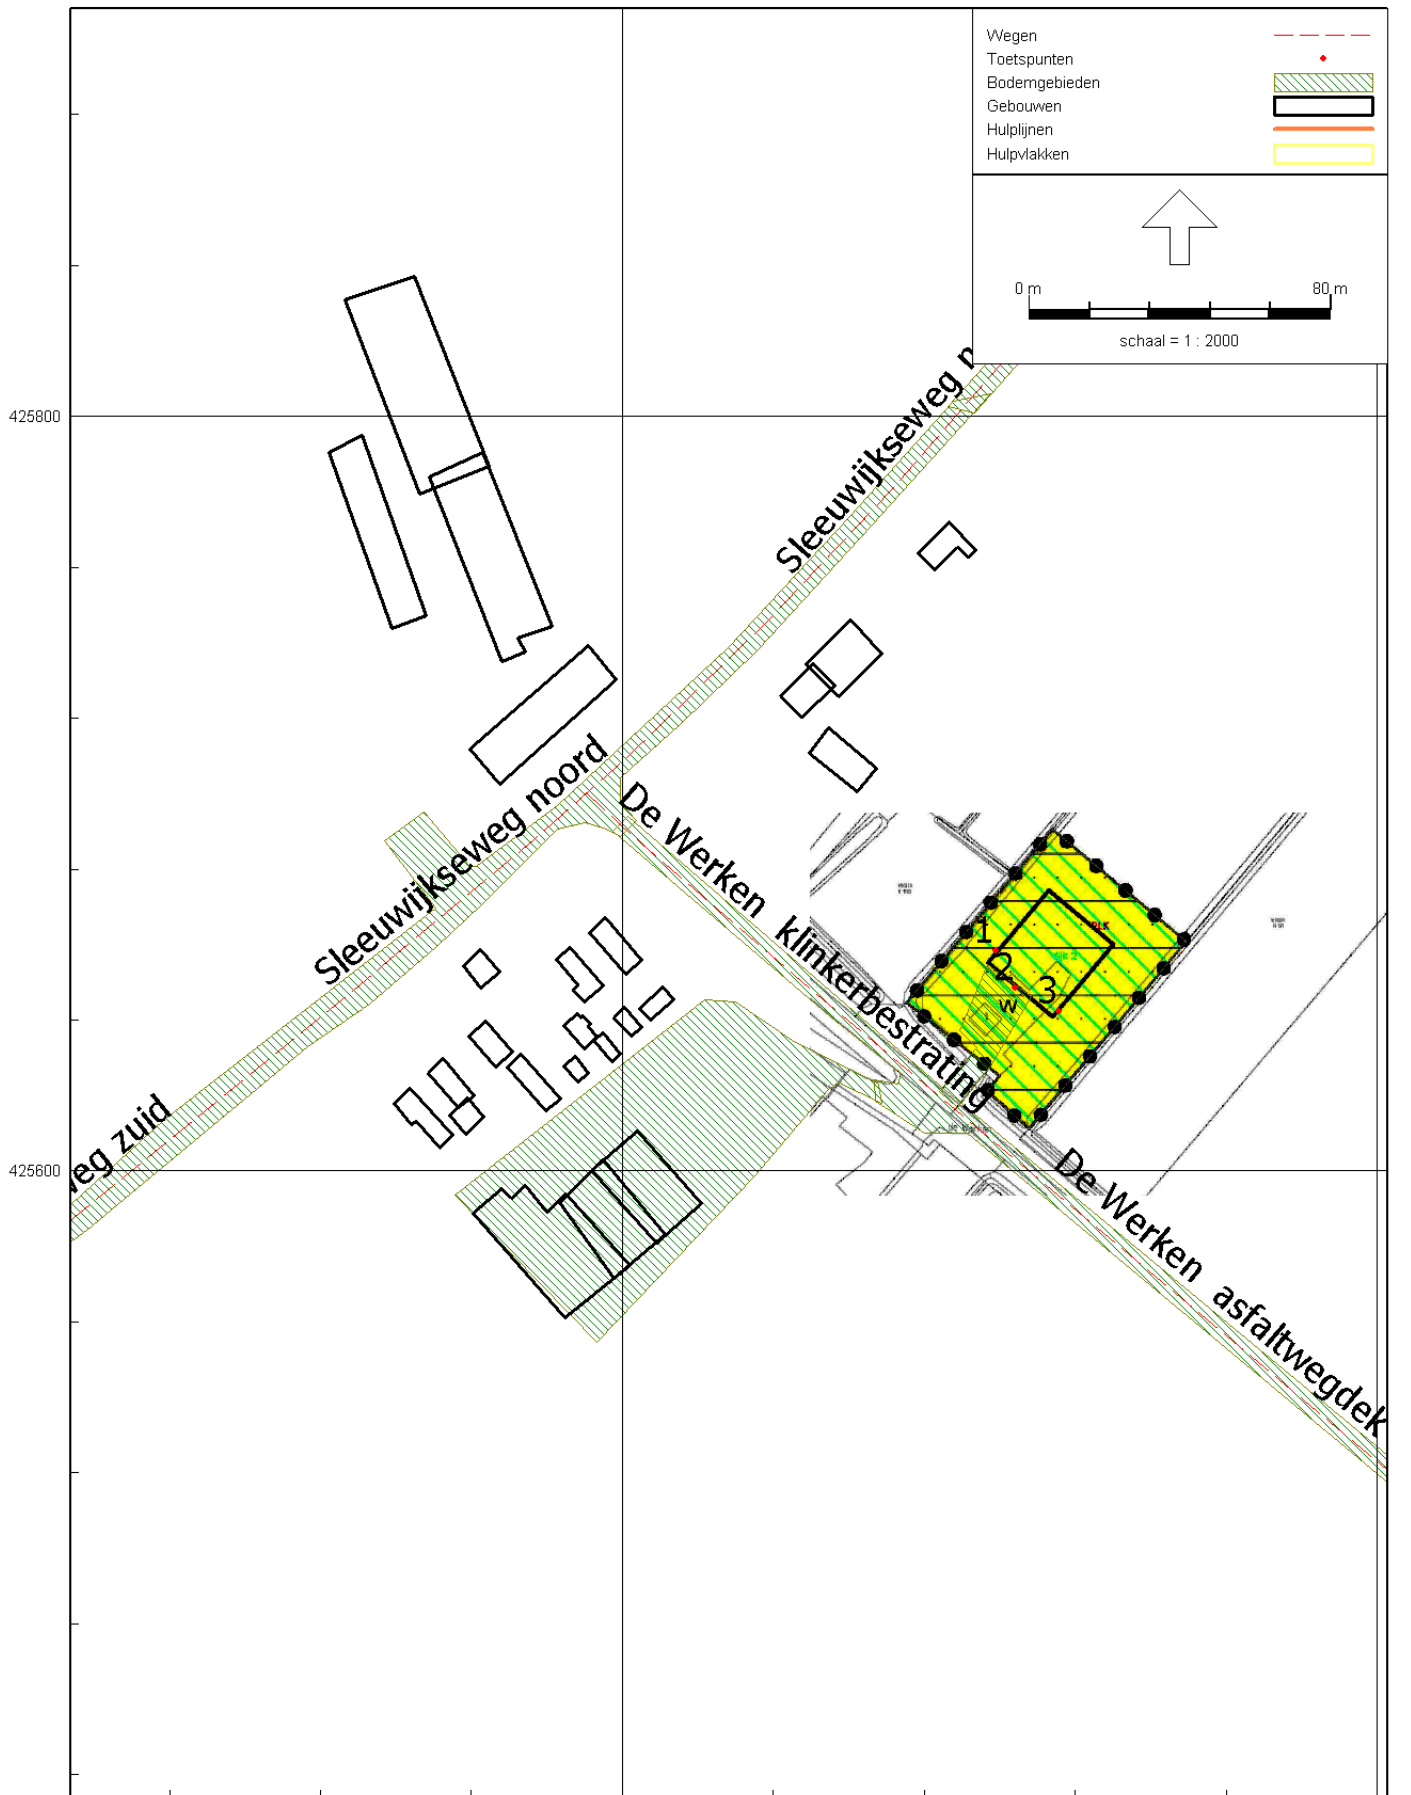 Wegen
Toetspunten
Bodemgebieden
Gebouwen
Hulplijnen
Hulpvlakken
0 m
80 m
schaal = 1 : 2000
425800
Sleeuwijkseweg n
Sleeuwijkseweg noord
De Werken klinkerbestrating
1
2
3
W
425600
weg zuid
De Werken asfaltwegdek